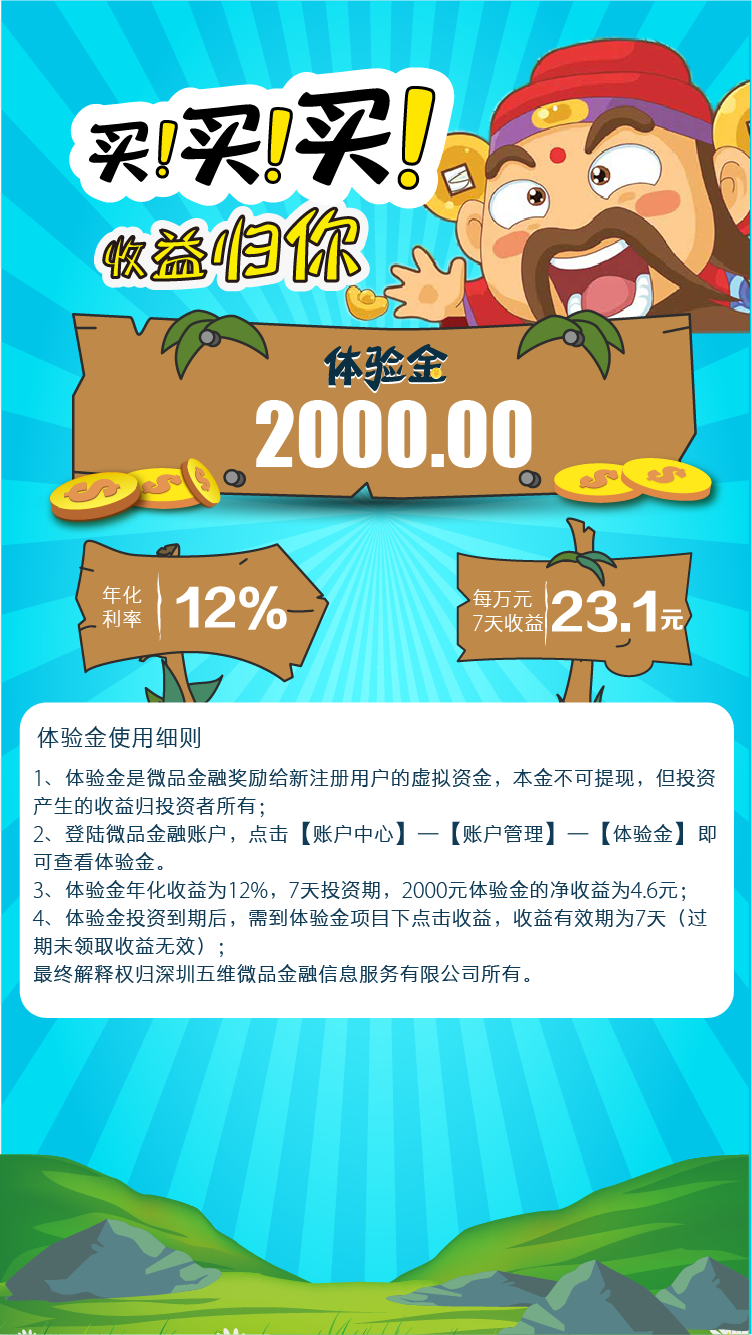 买!买!买!
收益归你
体验金
2000.00
年化
利率
12%
每万元
7天收益
23.1元
体验金使用细则
1、体验金是微品金融奖励给新注册用户的虚拟资金，本金不可提现，但投资
产生的收益归投资者所有；
2、登陆微品金融账户，点击【账户中心】—【账户管理】—【体验金】即
可查看体验金。
3、体验金年化收益为12%，7天投资期，2000元体验金的净收益为4.6元；
4、体验金投资到期后，需到体验金项目下点击收益，收益有效期为7天（过
期未领取收益无效）；
最终解释权归深圳五维微品金融信息服务有限公司所有。